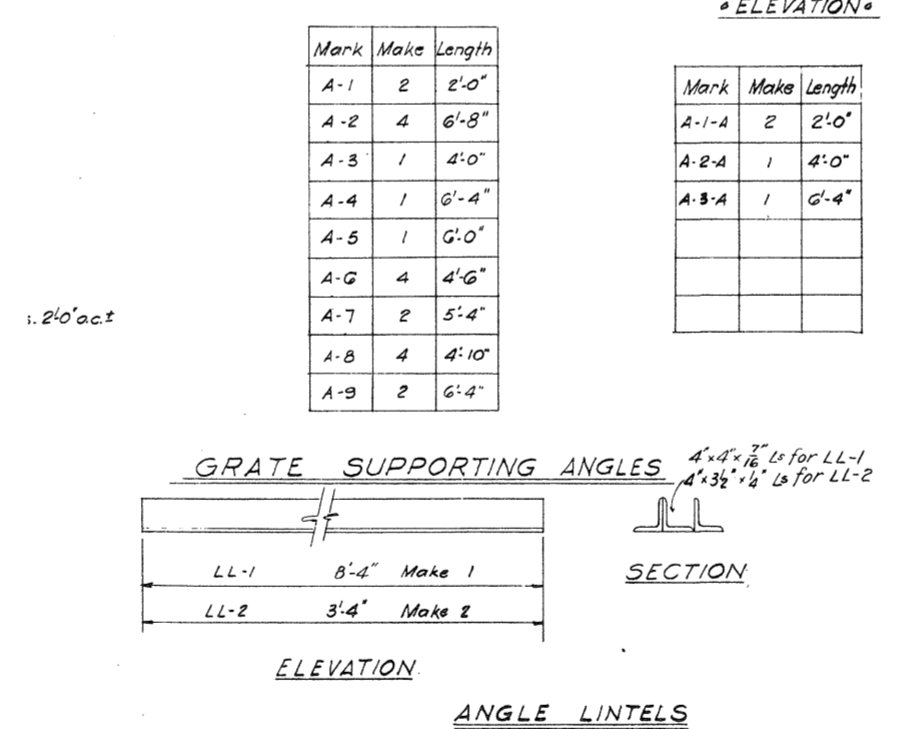 ELEVATION
Mark Make Length
A-1 2 2'-0"
A-2 4 6'-8"
A-3 1 4'-0"
A-4 1 6'-4"
A-5 1 6'-0"
A-6 4 4'-6"
A-7 2 5'-4"
A-8 4 4'-10"
A-9 2 6'-4"
Mark Make Length
A-1-A 2 2'-0"
A-2-A 1 4'-0"
A-3-A 1 6'-4"
2'-0" o.c.±
GRATE SUPPORTING ANGLES
4"x4"x 7/16" Ls for LL-1
4"x3½"x¼" Ls for LL-2
LL-1 8'-4" Make 1
LL-2 3'-4" Make 2
SECTION
ELEVATION
ANGLE LINTELS